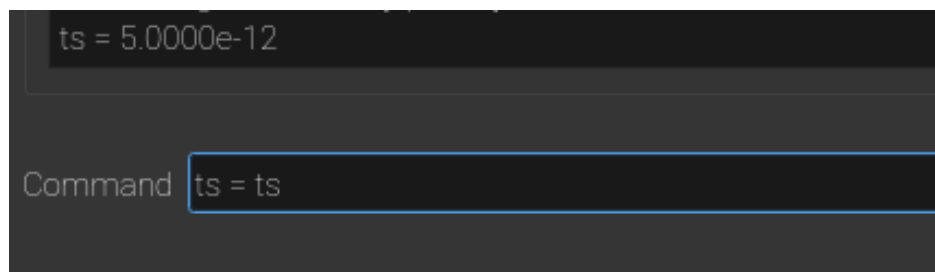 ts = 5.0000e-12
Command ts = ts